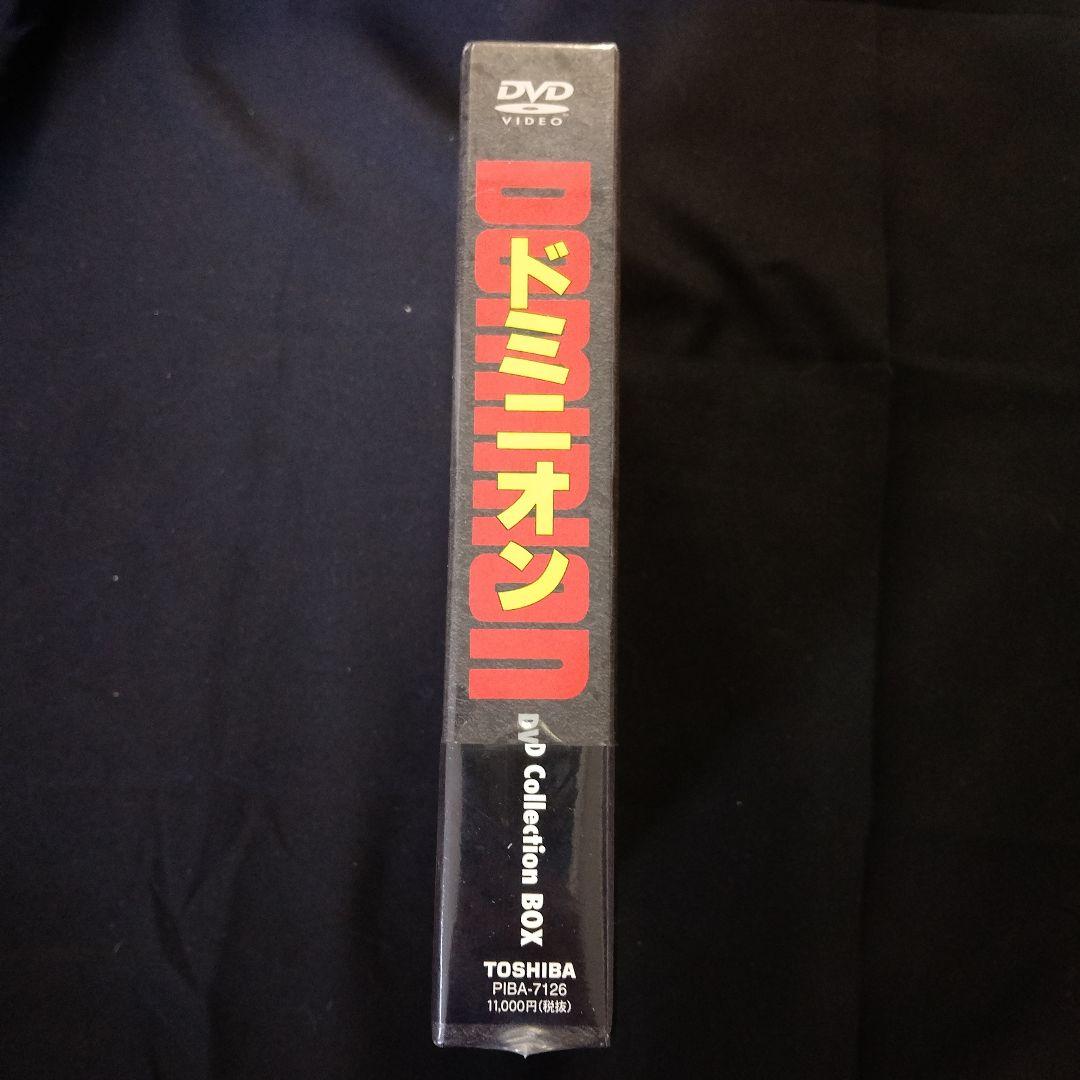 DVD
VIDEO
Dominion
ドミニオン
DVD Collection BOX
TOSHIBA
PIBA-7126
11,000円(税抜)